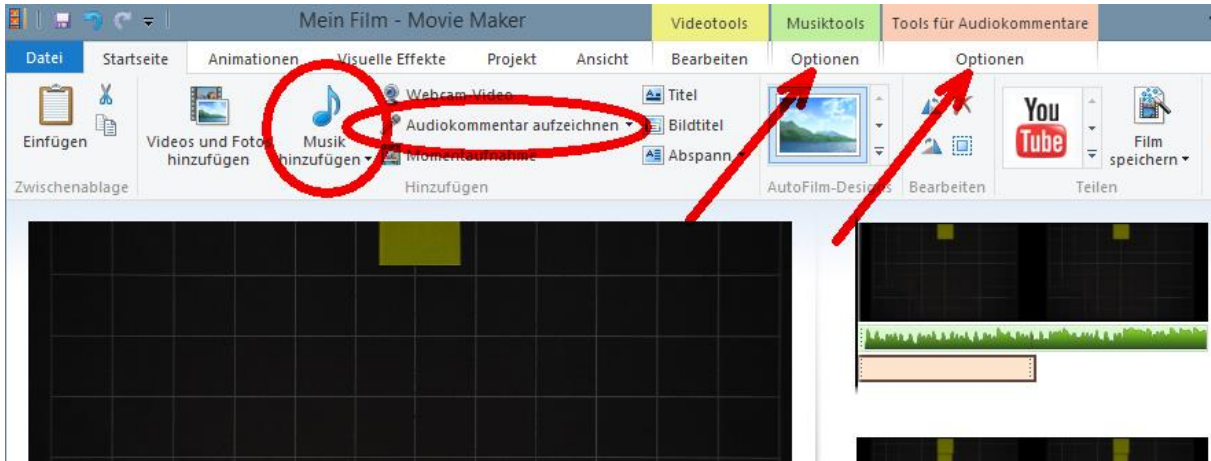 Mein Film - Movie Maker
Videotools
Musiktools
Tools für Audiokommentare
Datei
Startseite
Animationen
Visuelle Effekte
Projekt
Ansicht
Bearbeiten
Optionen
Optionen
Einfügen
Videos und Fotos
hinzufügen
Musik
hinzufügen
Webcam-Video
Audiokommentar aufzeichnen
Momentaufnahme
Titel
Bildtitel
Abspann
You
Tube
Film
speichern
Zwischenablage
Hinzufügen
AutoFilm-Designs
Bearbeiten
Teilen